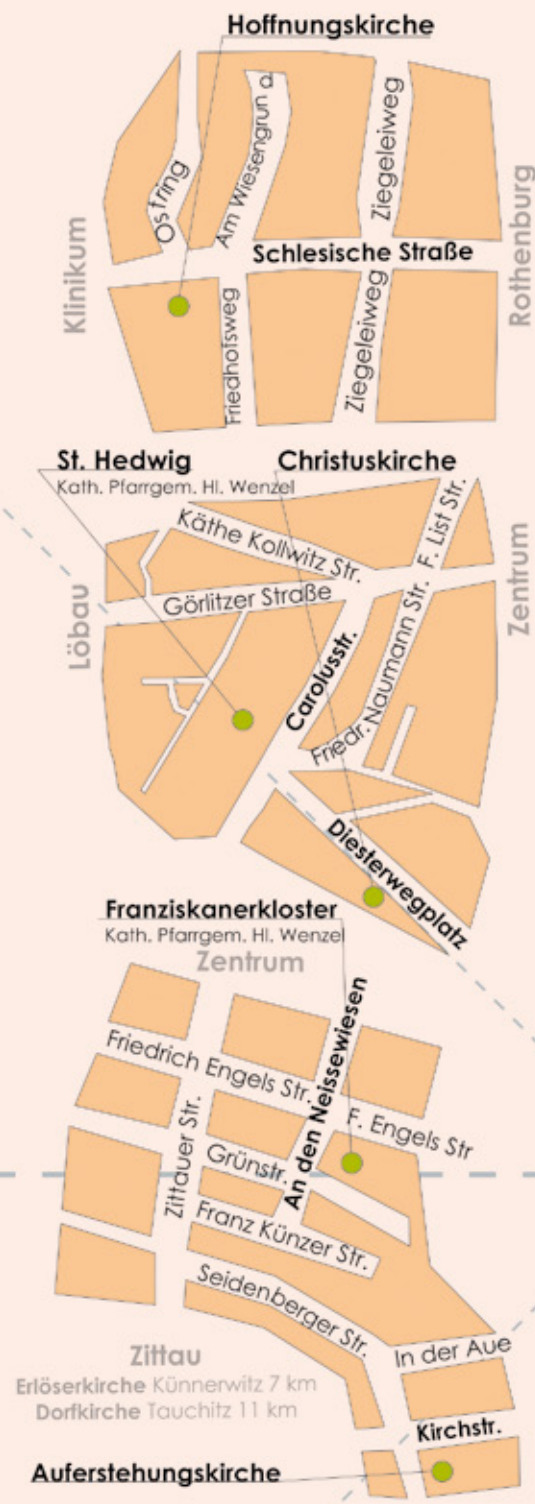 Hoffnungskirche
Ostring
Am Wiesengrun d.
Ziegeleiweg
Klinikum
Schlesische Straße
Rothenburg
Friedhofsweg
Ziegeleiweg
St. Hedwig
Kath. Pfarrgem. Hl. Wenzel
Christuskirche
Käthe Kollwitz Str.
F. List Str.
Görlitzer Straße
Löbau
Zentrum
Carolusstr.
Friedr. Naumann Str.
Diesterwegplatz
Franziskanerkloster
Kath. Pfarrgem. Hl. Wenzel
Zentrum
Friedrich Engels Str.
An den Neissewiesen
F. Engels Str
Zittauer Str.
Grünstr.
Franz Künzer Str.
Seidenberger Str.
In der Aue
Zittau
Erlöserkirche Künnerwitz 7 km
Dorfkirche Tauchitz 11 km
Kirchstr.
Auferstehungskirche